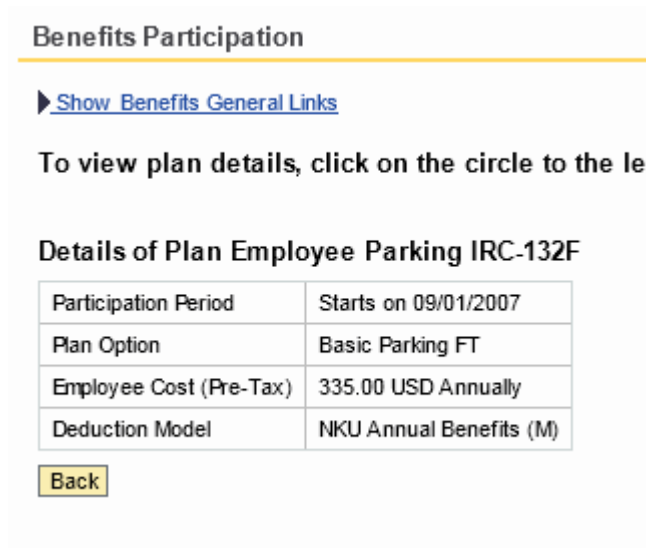 Benefits Participation
Show Benefits General Links
To view plan details, click on the circle to the le
Details of Plan Employee Parking IRC-132F
Participation Period Starts on 09/01/2007
Plan Option Basic Parking FT
Employee Cost (Pre-Tax) 335.00 USD Annually
Deduction Model NKU Annual Benefits (M)
Back